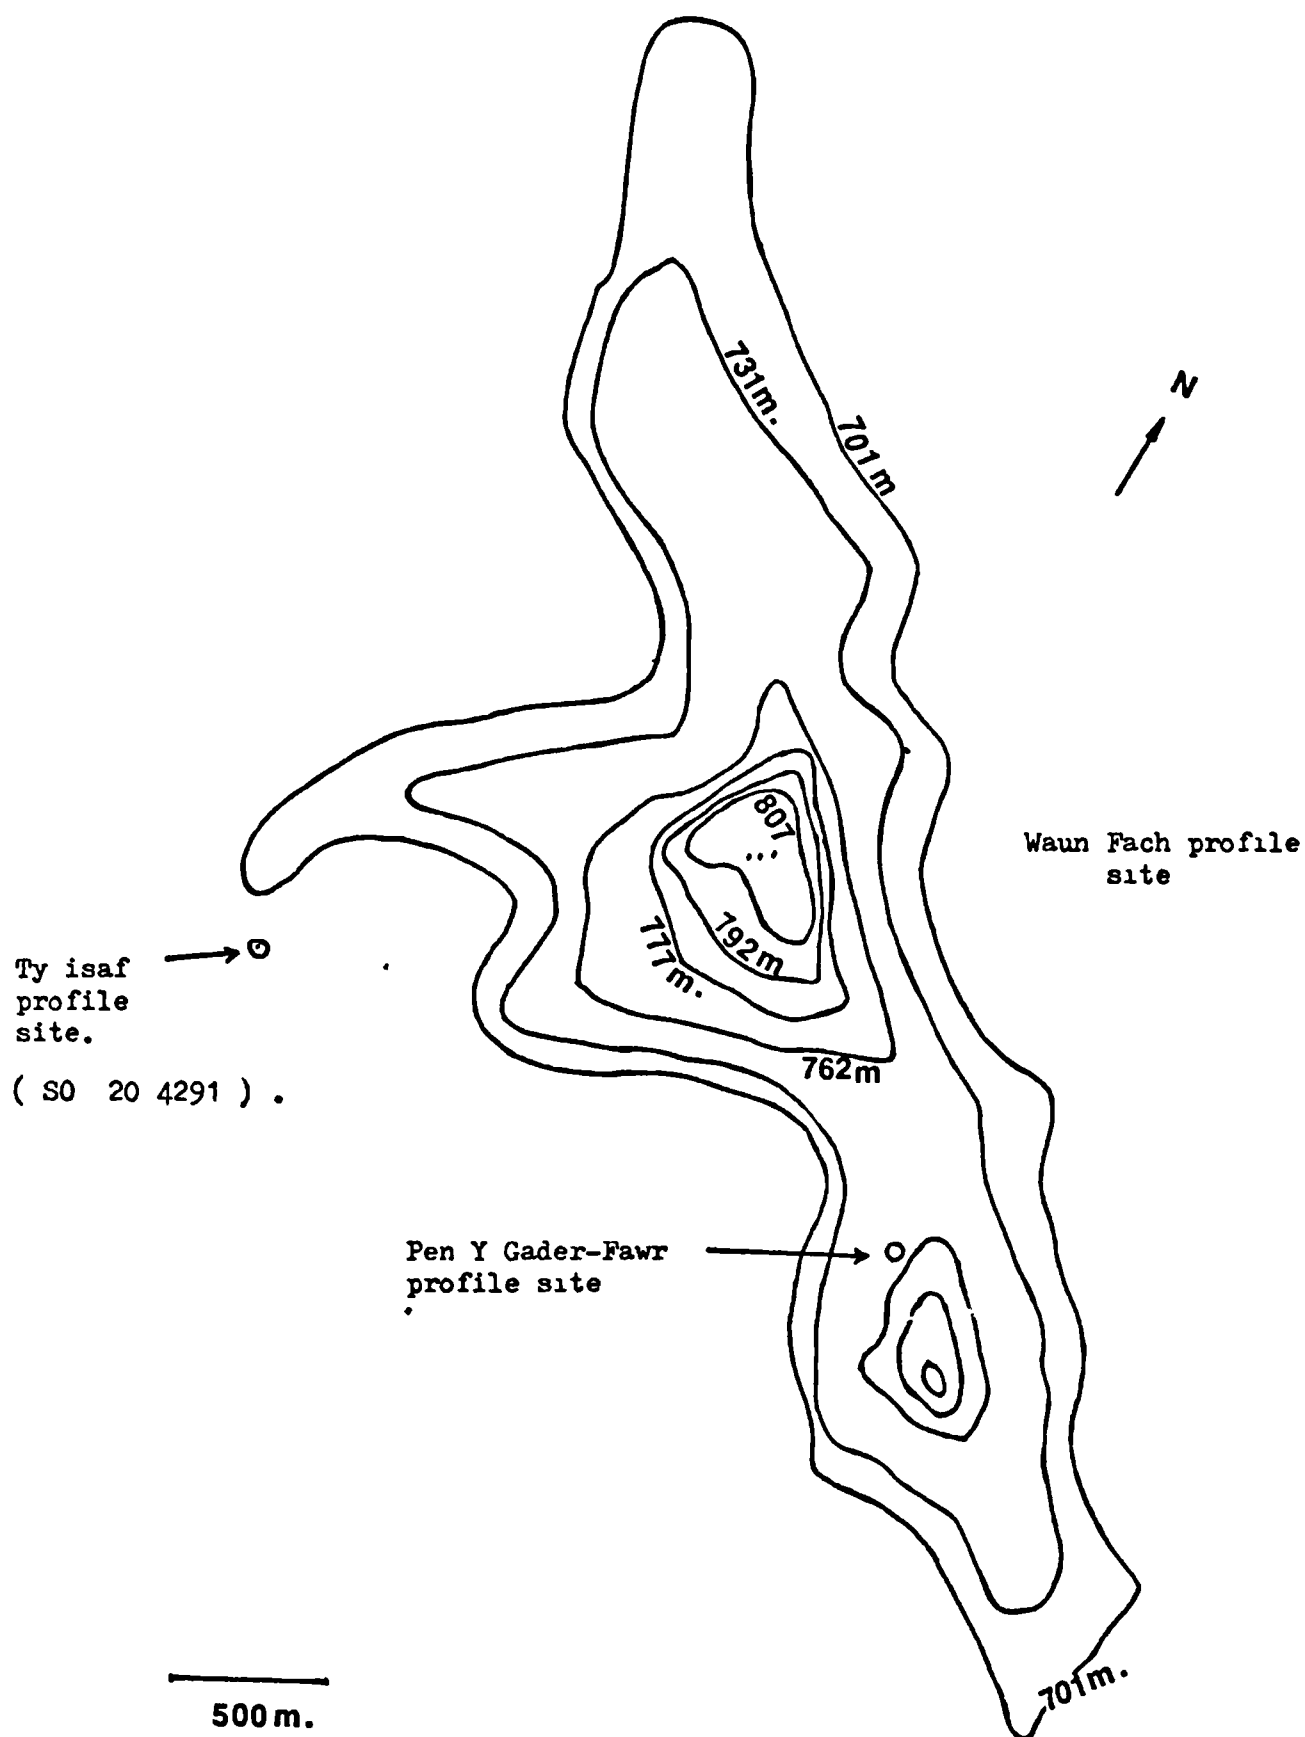 731m.
701m
N
807
Waun Fach profile
site
777m.
792m
Ty isaf
profile
site.
( SO 20 4291 ) .
762m
Pen Y Gader-Fawr
profile site
701m.
500m.